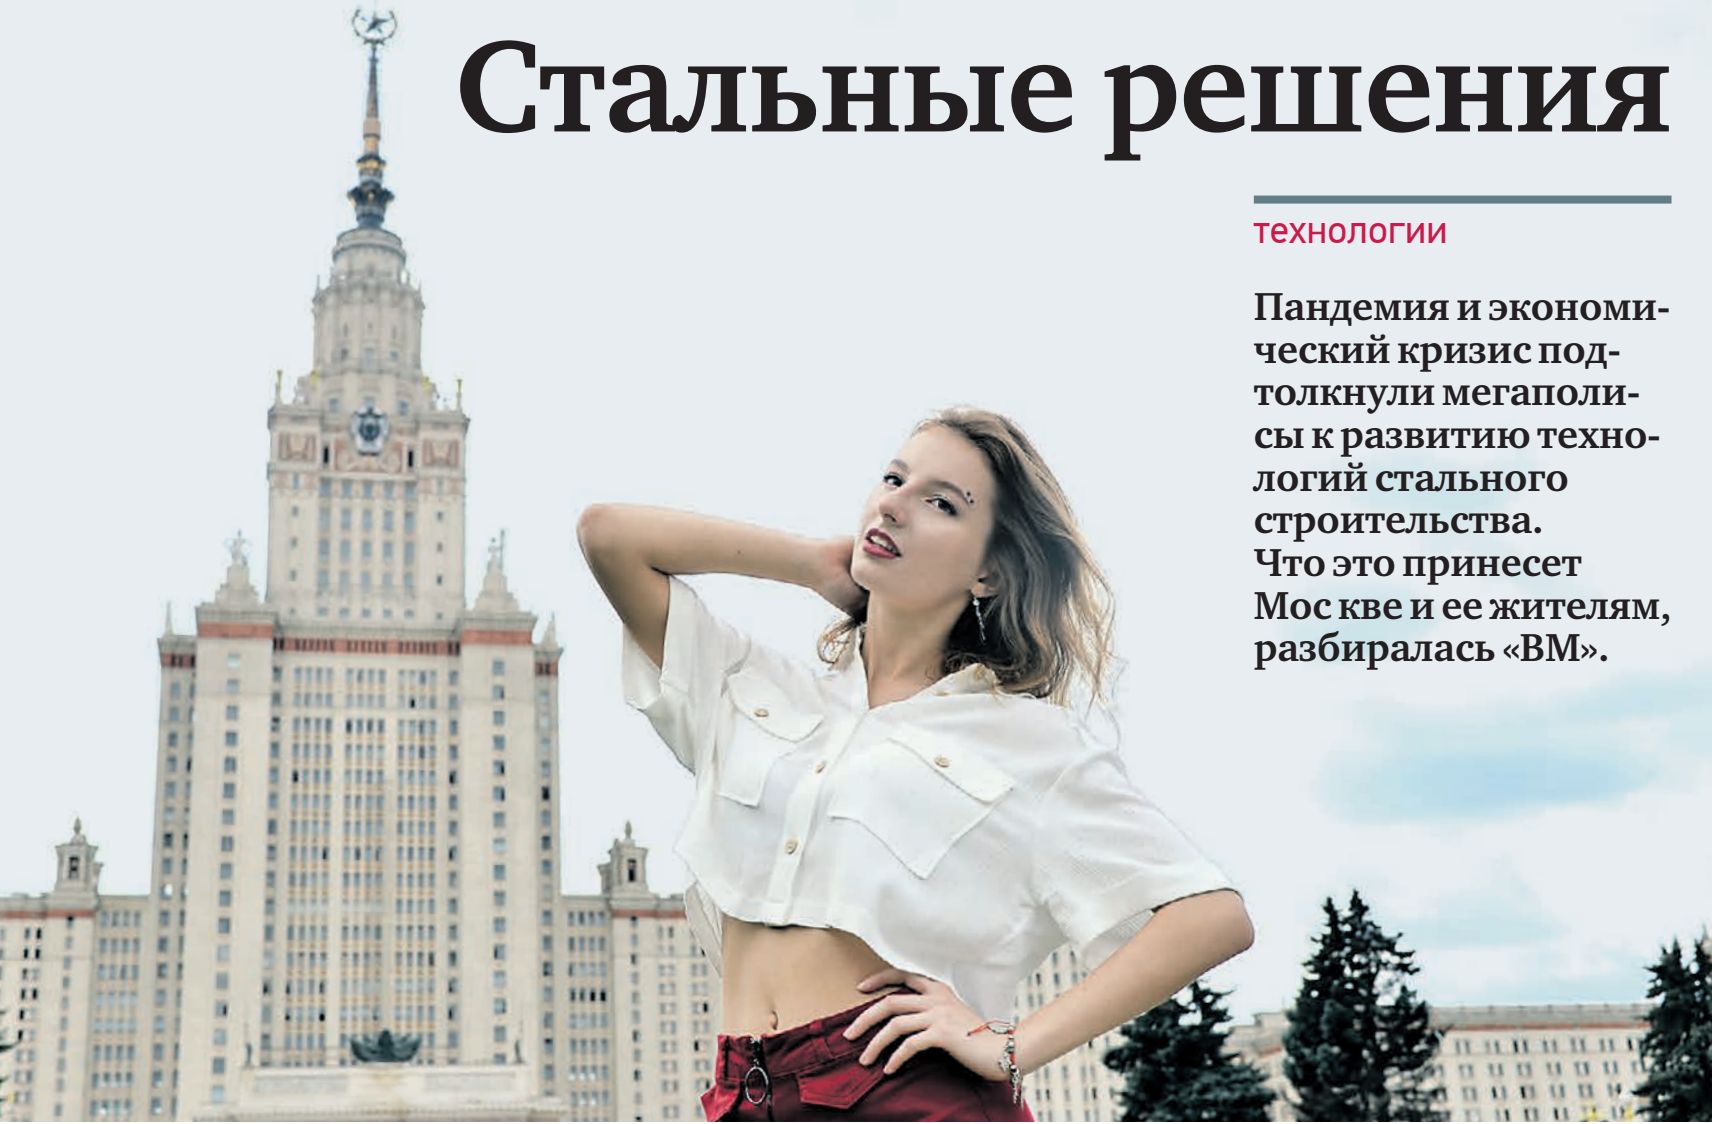 Стальные решения
технологии
Пандемия и экономи-
ческий кризис под-
толкнули мегаполи-
сы к развитию техно-
логий стального
строительства.
Что это принесет
Мос кве и ее жителям,
разбиралась «ВМ».